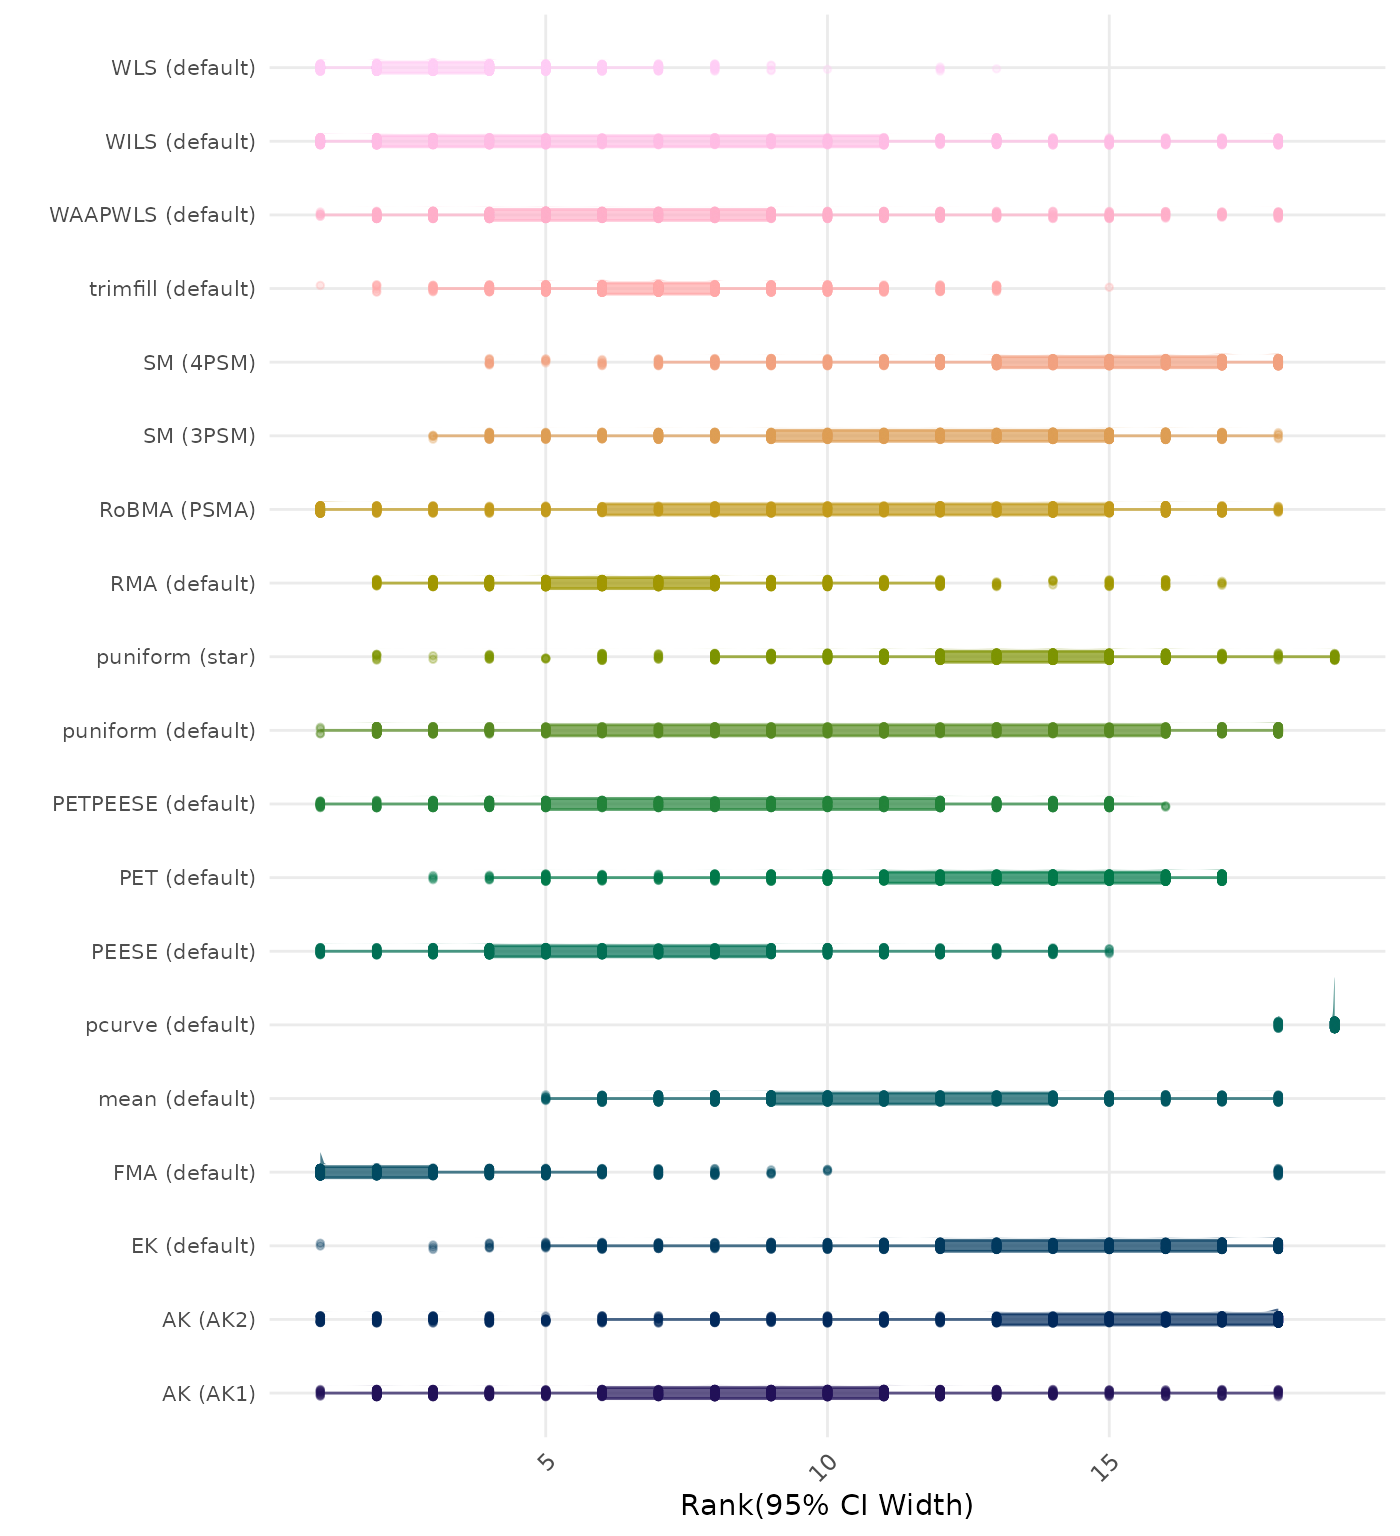 WLS (default)
WILS (default)
WAAPWLS (default)
trimfill (default)
SM (4PSM)
SM (3PSM)
RoBMA (PSMA)
RMA (default)
puniform (star)
puniform (default)
PETPEESE (default)
PET (default)
PEESE (default)
pcurve (default)
mean (default)
FMA (default)
EK (default)
AK (AK2)
AK (AK1)
5
10
15
Rank(95% CI Width)